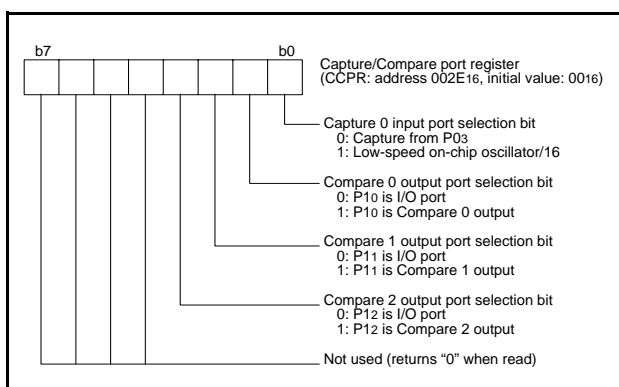 b7 b0
Capture/Compare port register
(CCPR: address 002E16, initial value: 0016)
Capture 0 input port selection bit
0: Capture from P03
1: Low-speed on-chip oscillator/16
Compare 0 output port selection bit
0: P10 is I/O port
1: P10 is Compare 0 output
Compare 1 output port selection bit
0: P11 is I/O port
1: P11 is Compare 1 output
Compare 2 output port selection bit
0: P12 is I/O port
1: P12 is Compare 2 output
Not used (returns “0” when read)